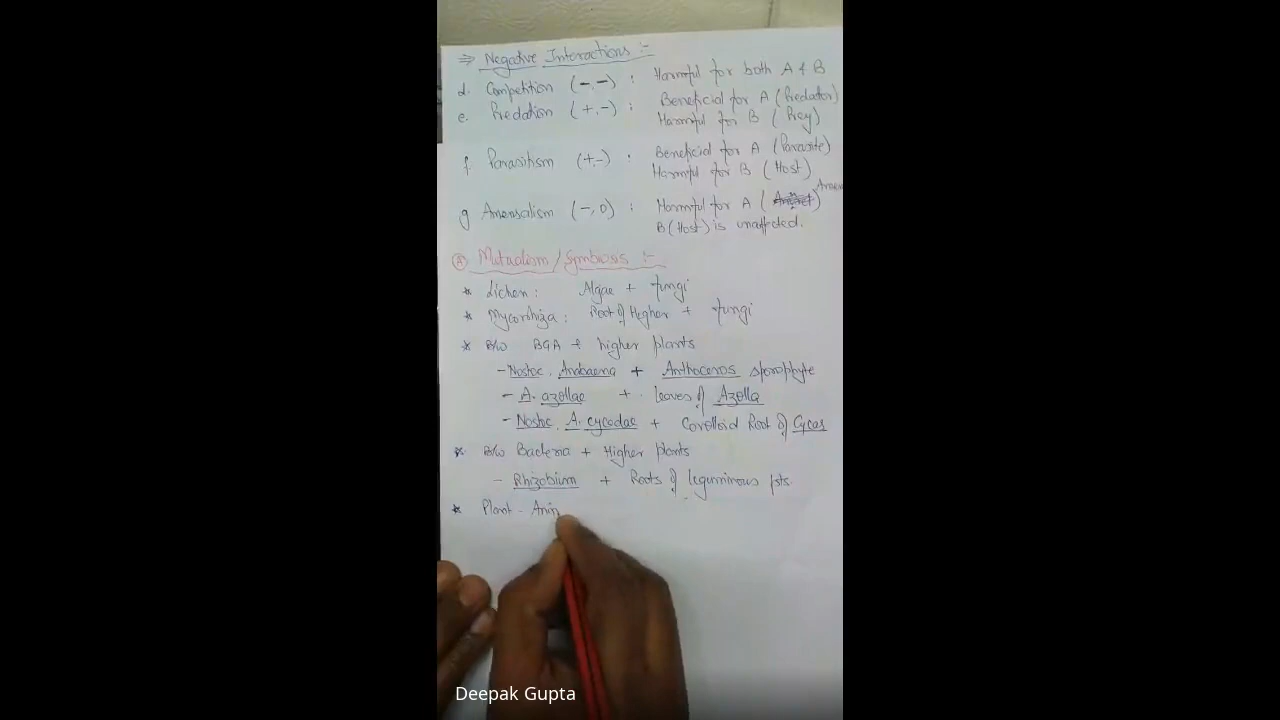 ⇒ Negative Interactions :-
d. Competition (-,-) : Harmful for both A & B
e. Predation (+,-) : Beneficial for A (Predator)
Harmful for B (Prey)
f Parasitism (+,-) : Beneficial for A (Parasite)
Harmful for B (Host)
g Amensalism (-,0) : Harmful for A ( )
B (Host) is unaffected.
(A) Mutualism/Symbiosis :-
* Lichen : Algae + fungi
* Mycorrhiza : Root of Higher + fungi
* B/w BGA + higher plants
- Nostoc, Anabaena + Anthoceros sporophyte
- A. azollae + leaves of Azolla
- Nostoc, A. cycadae + Corolloid Root of Cycas
* B/w Bacteria + Higher plants
- Rhizobium + Roots of leguminous pts.
* Plant - Anim
Deepak Gupta